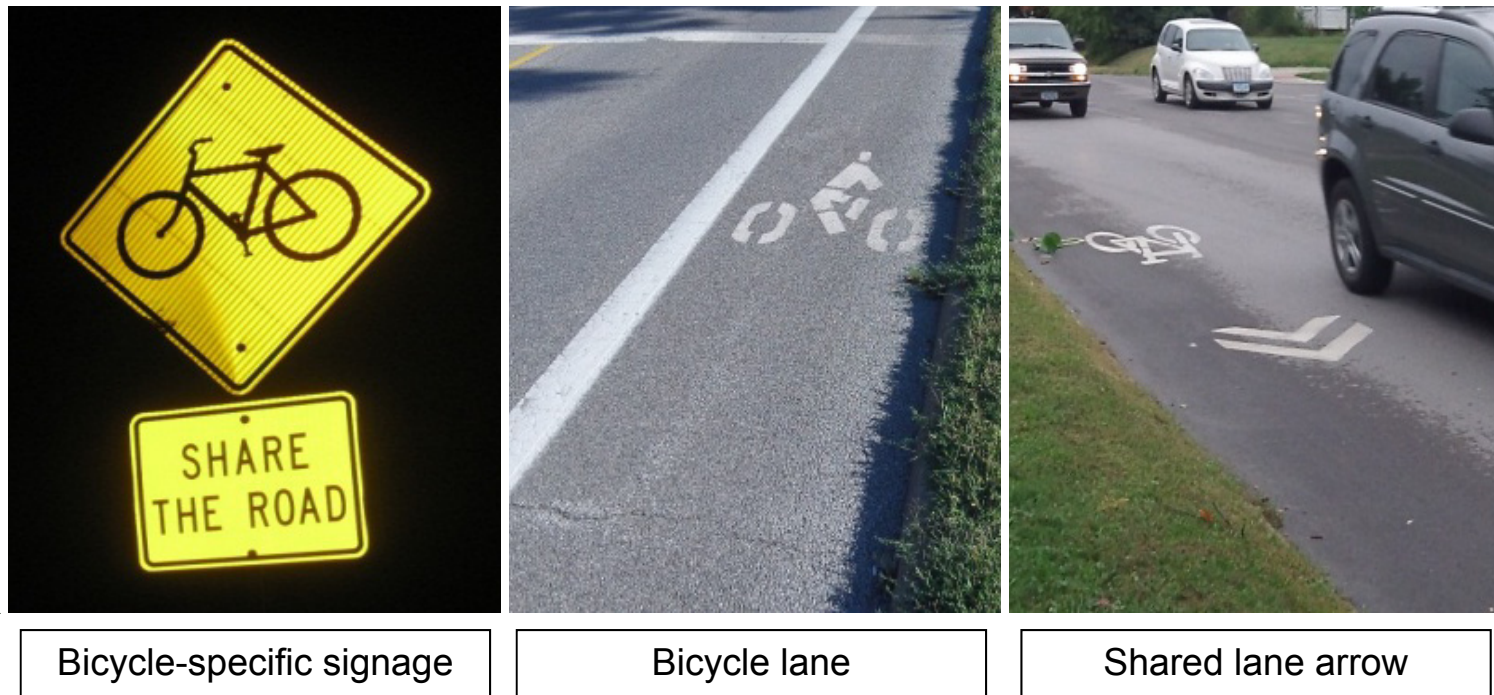 SHARE
THE ROAD
Bicycle-specific signage
Bicycle lane
Shared lane arrow